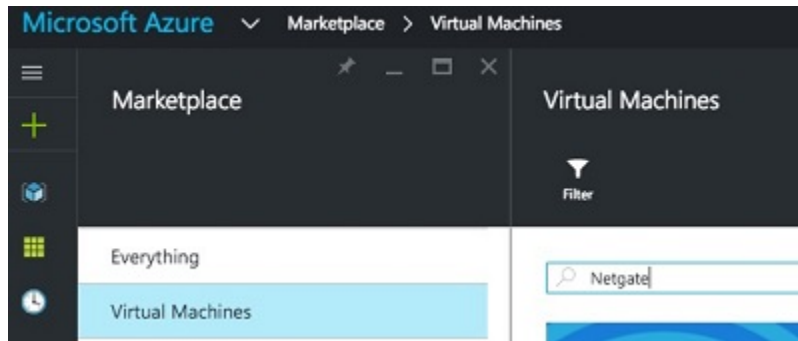 Microsoft Azure Marketplace > Virtual Machines
Marketplace
Virtual Machines
Filter
Everything
Netgate
Virtual Machines